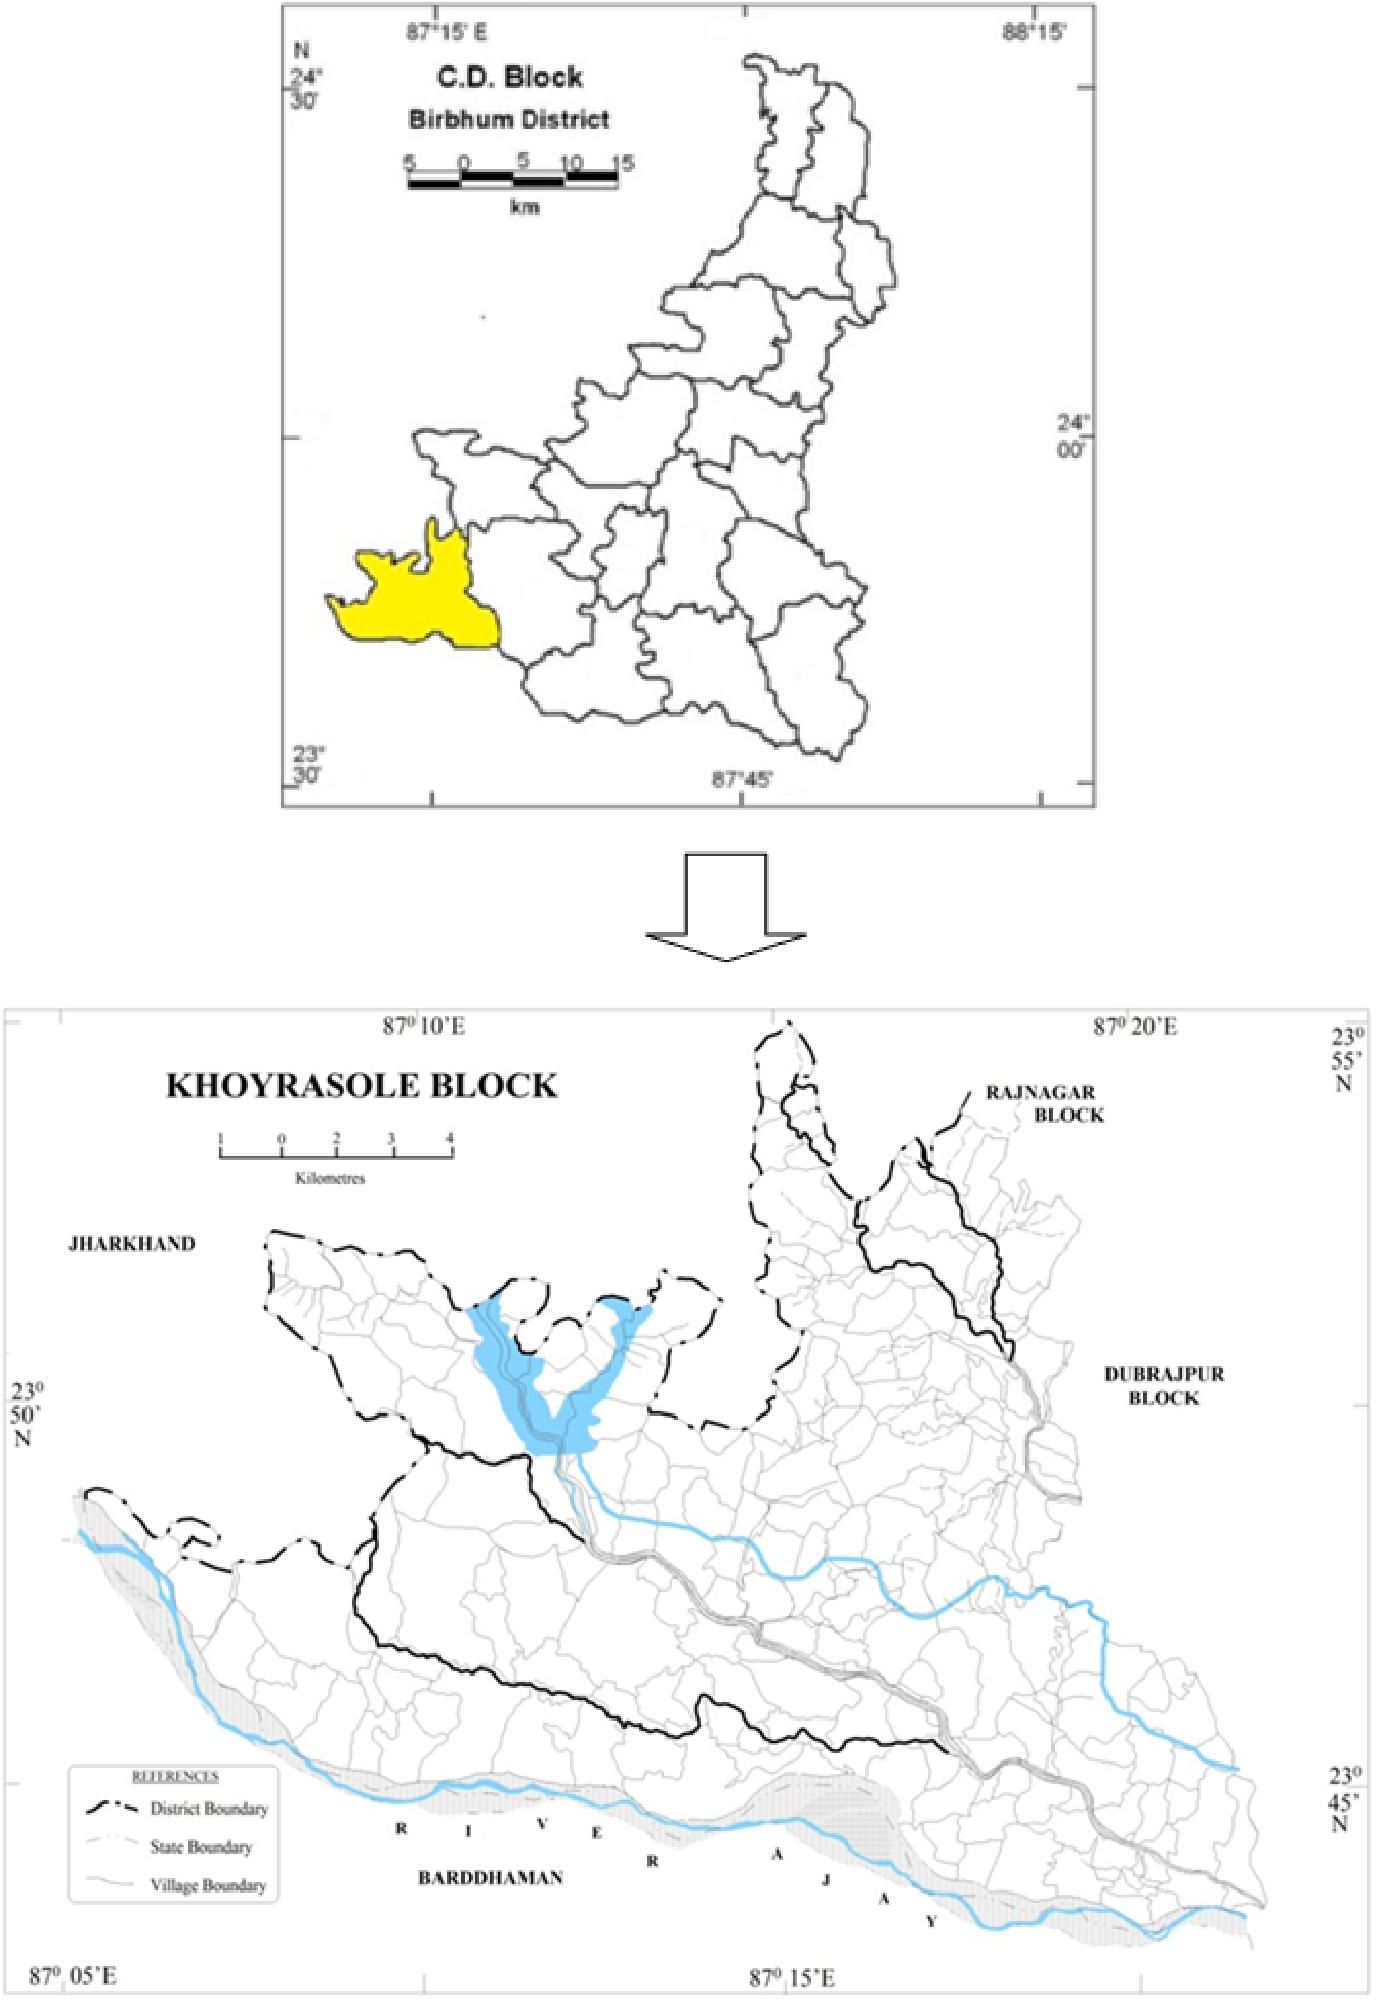 87°15' E
88°15'
N
24°
30'
C.D. Block
Birbhum District
5 0 5 10 15
km
24°
00'
23°
30'
87°45'
87⁰ 10’E
87⁰ 20’E
23⁰
55’
N
KHOYRASOLE BLOCK
RAJNAGAR
BLOCK
1 0 2 3 4
Kilometres
JHARKHAND
DUBRAJPUR
BLOCK
23⁰
50’
N
REFERENCES
District Boundary
State Boundary
Village Boundary
23⁰
45’
N
R I V E R A J A Y
BARDDHAMAN
87⁰ 05’E
87⁰ 15’E